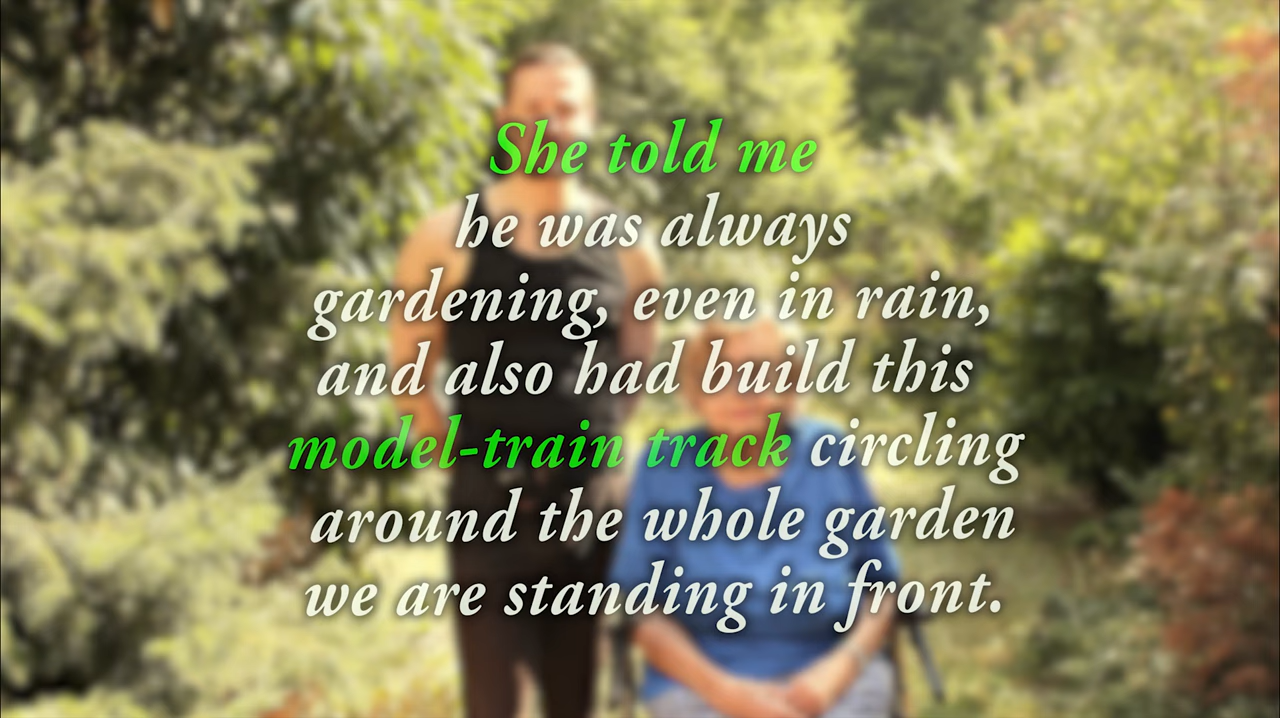 She told me
he was always
gardening, even in rain,
and also had build this
model-train track circling
around the whole garden
we are standing in front.